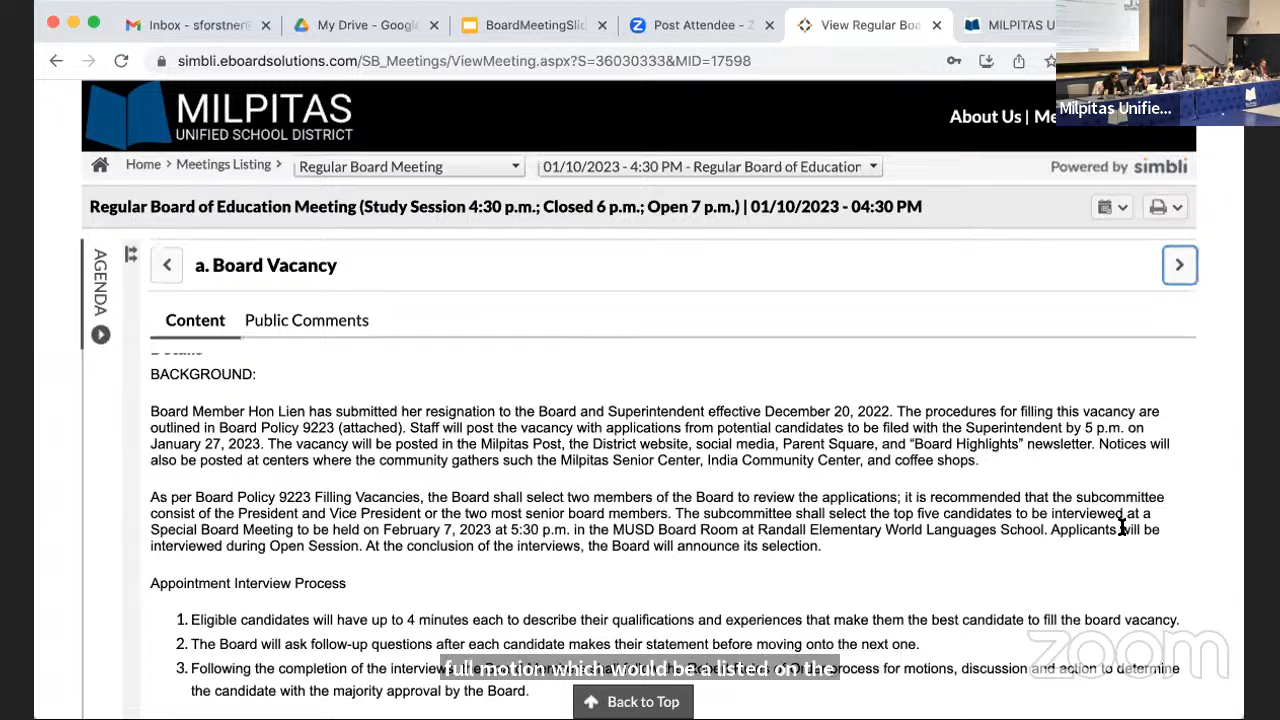 Inbox - sforstner
My Drive - Google
BoardMeetingSlid
Post Attendee - Z
View Regular Boa
MILPITAS U
simbli.eboardsolutions.com/SB_Meetings/ViewMeeting.aspx?S=36030333&MID=17598
Milpitas Unifie...
MILPITAS
UNIFIED SCHOOL DISTRICT
About Us | Me
Home > Meetings Listing >
Regular Board Meeting
01/10/2023 - 4:30 PM - Regular Board of Education
Powered by simbli
Regular Board of Education Meeting (Study Session 4:30 p.m.; Closed 6 p.m.; Open 7 p.m.) | 01/10/2023 - 04:30 PM
AGENDA
a. Board Vacancy
Content
Public Comments
Details
BACKGROUND:
Board Member Hon Lien has submitted her resignation to the Board and Superintendent effective December 20, 2022. The procedures for filling this vacancy are
outlined in Board Policy 9223 (attached). Staff will post the vacancy with applications from potential candidates to be filed with the Superintendent by 5 p.m. on
January 27, 2023. The vacancy will be posted in the Milpitas Post, the District website, social media, Parent Square, and “Board Highlights” newsletter. Notices will
also be posted at centers where the community gathers such the Milpitas Senior Center, India Community Center, and coffee shops.
As per Board Policy 9223 Filling Vacancies, the Board shall select two members of the Board to review the applications; it is recommended that the subcommittee
consist of the President and Vice President or the two most senior board members. The subcommittee shall select the top five candidates to be interviewed at a
Special Board Meeting to be held on February 7, 2023 at 5:30 p.m. in the MUSD Board Room at Randall Elementary World Languages School. Applicants will be
interviewed during Open Session. At the conclusion of the interviews, the Board will announce its selection.
Appointment Interview Process
1. Eligible candidates will have up to 4 minutes each to describe their qualifications and experiences that make them the best candidate to fill the board vacancy.
2. The Board will ask follow-up questions after each candidate makes their statement before moving onto the next one.
3. Following the completion of the interviews process for motions, discussion and action to determine
the candidate with the majority approval by the Board.
full motion which would be a listed on the
zoom
Back to Top